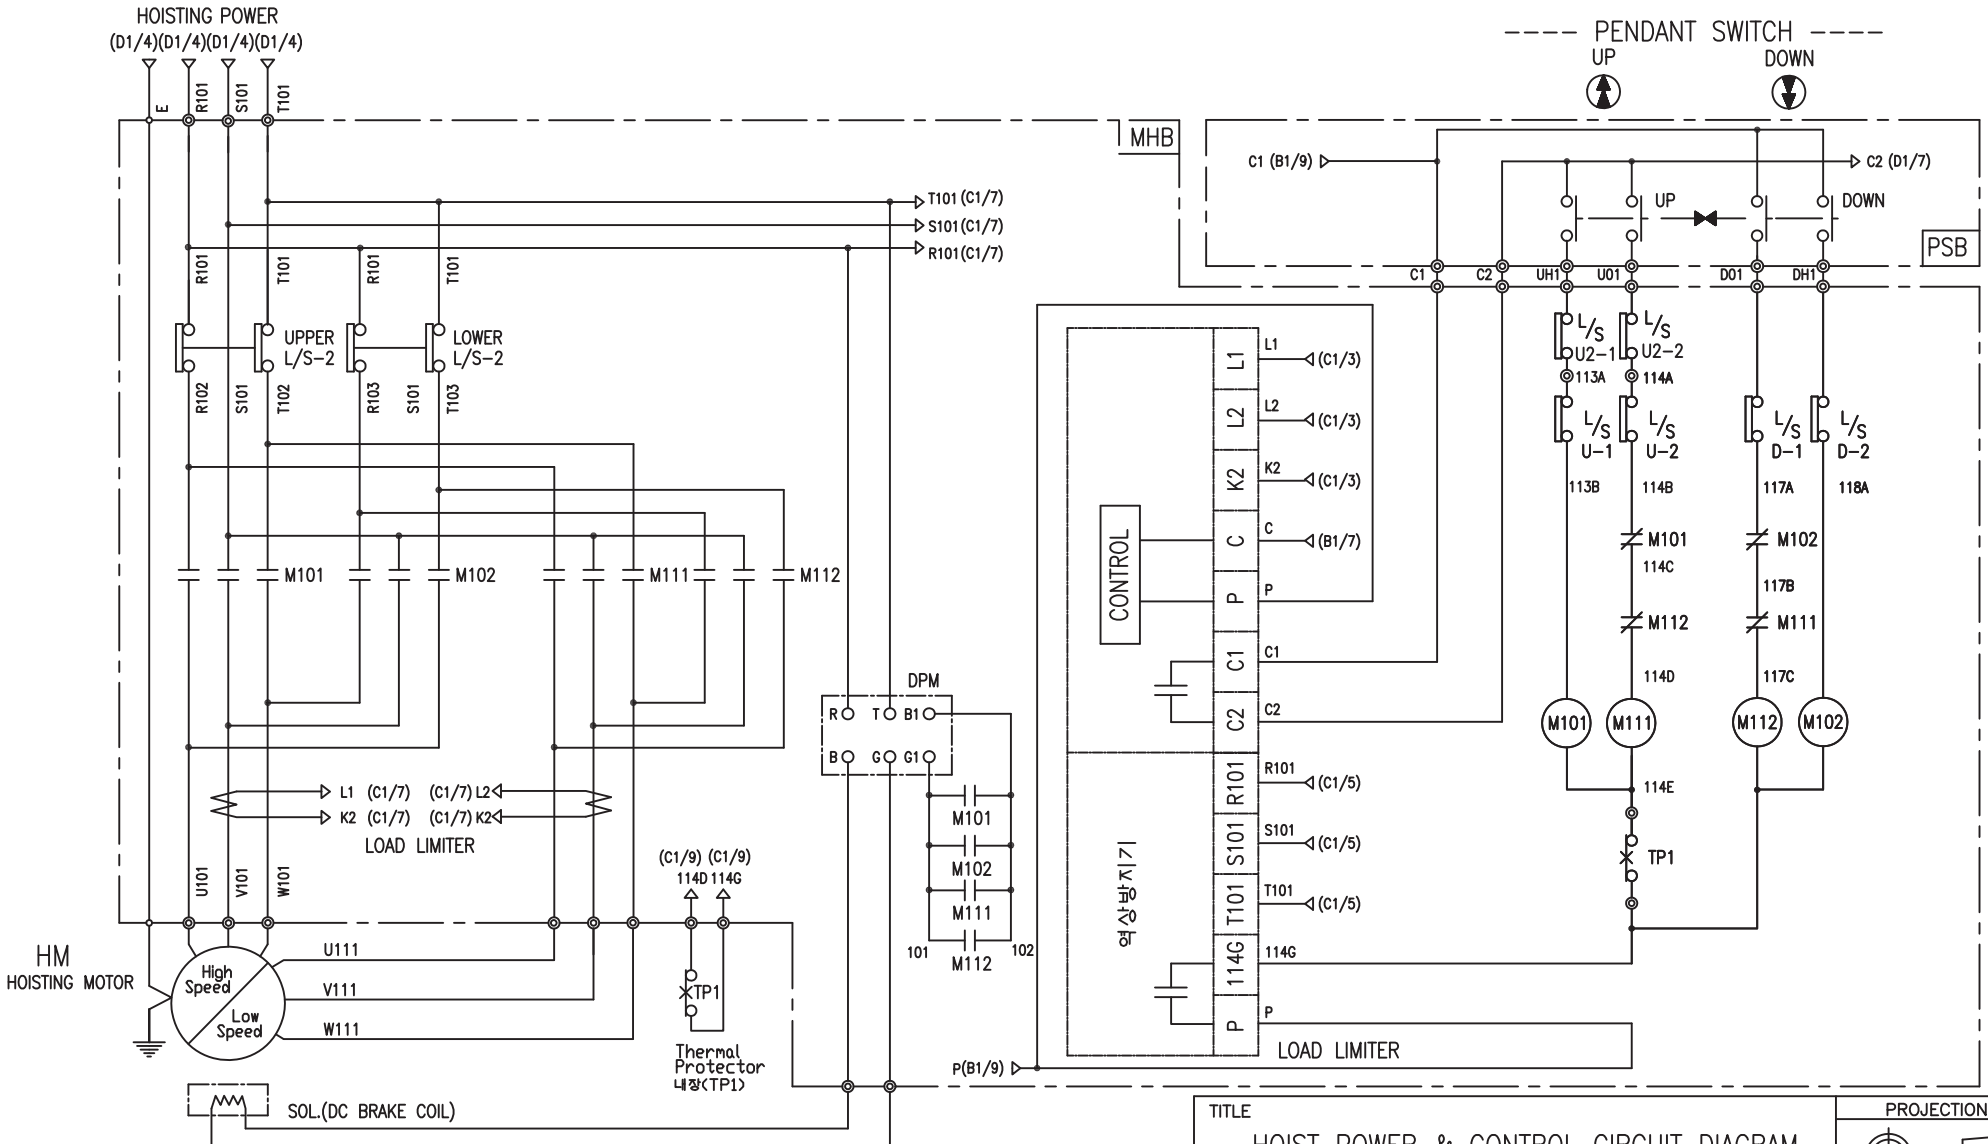 HOISTING POWER
(D1/4)(D1/4)(D1/4)(D1/4)
E
R101
S101
T101
MHB
T101 (C1/7)
S101 (C1/7)
R101 (C1/7)
R101
T101
R101
T101
UPPER
L/S-2
LOWER
L/S-2
R102
S101
T102
R103
S101
T103
M101
M102
M111
M112
L1 (C1/7)
(C1/7) L2
K2 (C1/7)
(C1/7) K2
LOAD LIMITER
U101
V101
W101
HM
HOISTING MOTOR
High
Speed
Low
Speed
U111
V111
W111
(C1/9) (C1/9)
114D 114G
TP1
Thermal
Protector
내장(TP1)
SOL.(DC BRAKE COIL)
DPM
R
T
B1
B
G
G1
M101
M102
M111
M112
101
102
P(B1/9)
---- PENDANT SWITCH ----
UP
DOWN
C1 (B1/9)
C2 (D1/7)
UP
DOWN
PSB
C1
C2
UH1
U01
D01
DH1
CONTROL
역상방지기
L1
L1
(C1/3)
L2
L2
(C1/3)
K2
K2
(C1/3)
C
C
(B1/7)
P
P
C1
C1
C2
C2
R101
R101
(C1/5)
S101
S101
(C1/5)
T101
T101
(C1/5)
114G
114G
P
P
LOAD LIMITER
L/S
U2-1
L/S
U2-2
113A
114A
L/S
U-1
L/S
U-2
L/S
D-1
L/S
D-2
113B
114B
117A
118A
M101
M102
114C
117B
M112
M111
114D
117C
M101
M111
M112
M102
114E
TP1
TITLE
HOIST POWER & CONTROL CIRCUIT DIAGRAM
PROJECTION